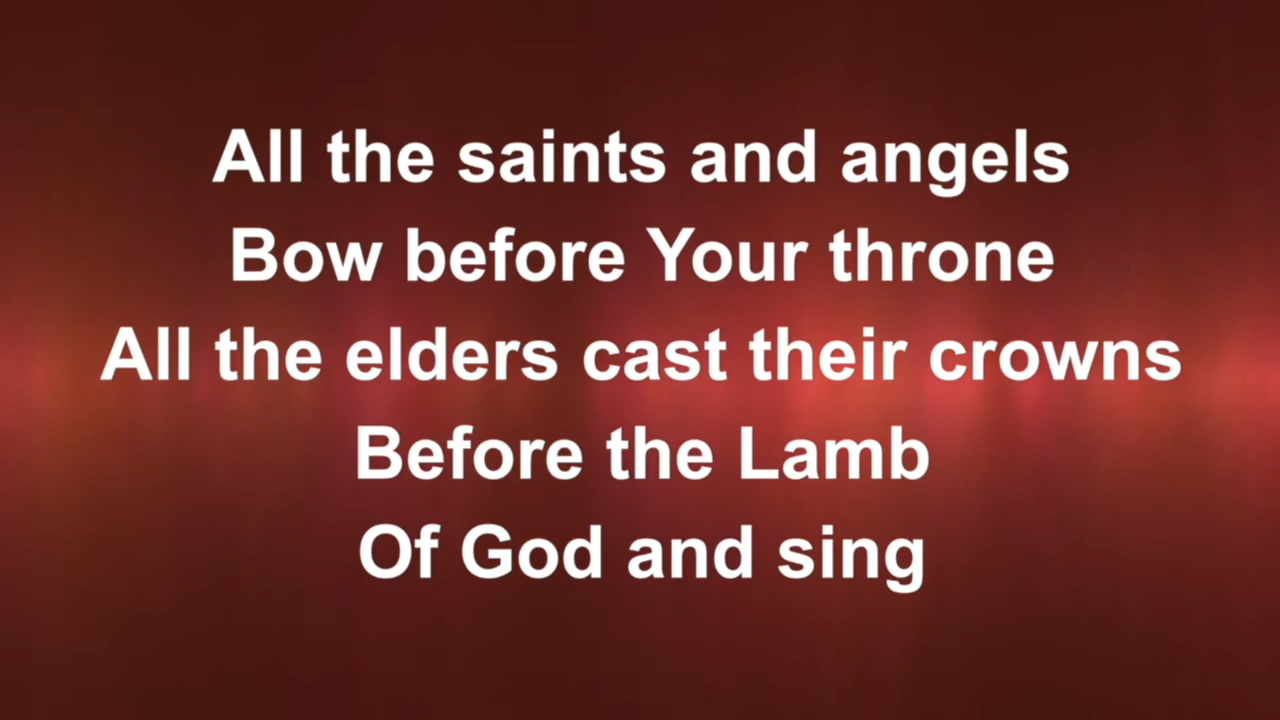 All the saints and angels
Bow before Your throne
All the elders cast their crowns
Before the Lamb
Of God and sing